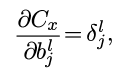 ∂C_x/∂b_j^l = δ_j^l,